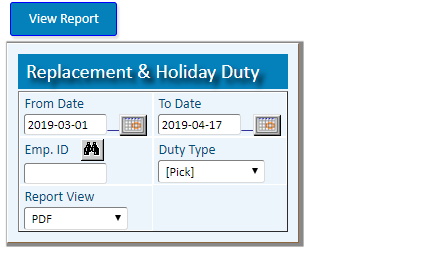 View Report
Replacement & Holiday Duty
From Date To Date
2019-03-01 2019-04-17
Emp. ID Duty Type
[Pick]
Report View
PDF